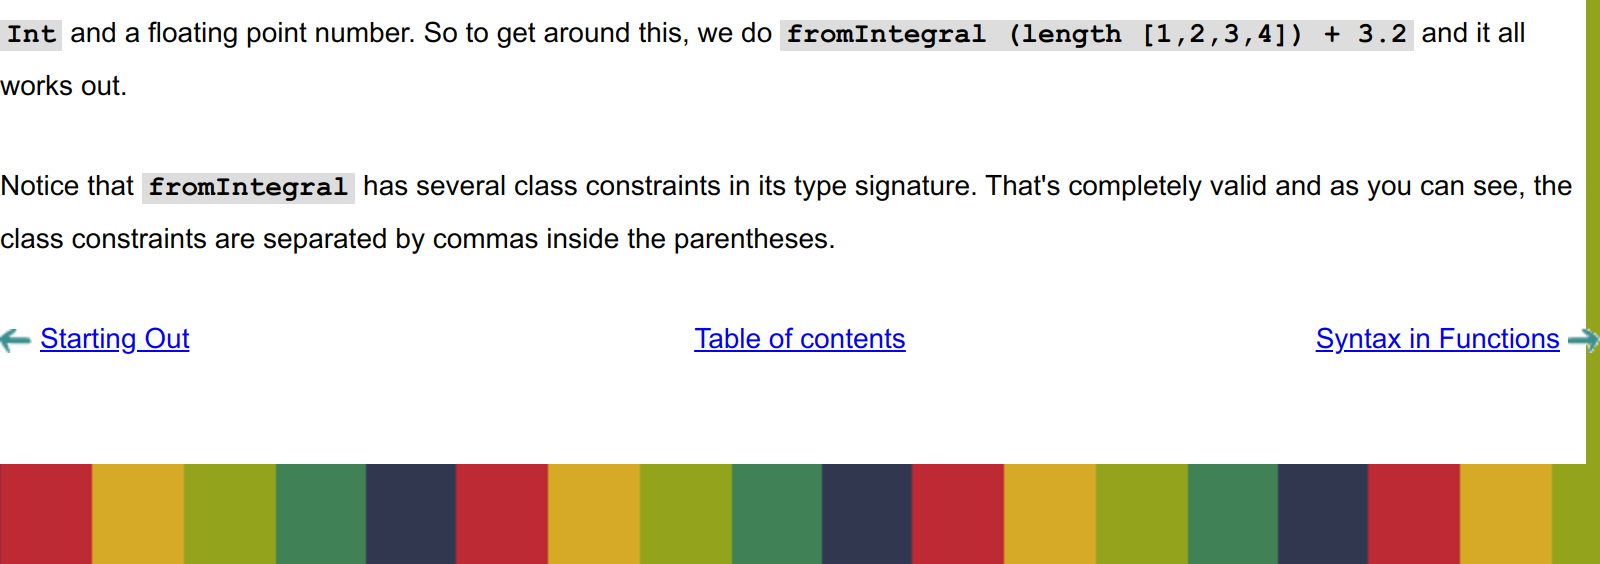 Int and a floating point number. So to get around this, we do fromIntegral (length [1,2,3,4]) + 3.2 and it all
works out.
Notice that fromIntegral has several class constraints in its type signature. That's completely valid and as you can see, the
class constraints are separated by commas inside the parentheses.
Starting Out Table of contents Syntax in Functions